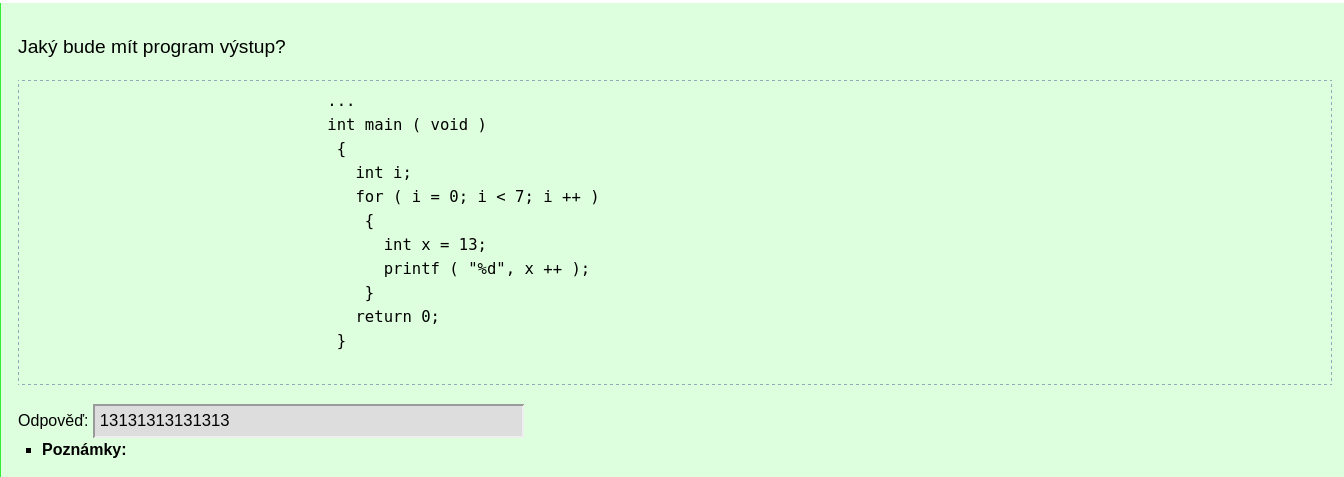 Jaký bude mít program výstup?
...
int main ( void )
{
int i;
for ( i = 0; i < 7; i ++ )
{
int x = 13;
printf ( "%d", x ++ );
}
return 0;
}
Odpověď: 13131313131313
Poznámky: